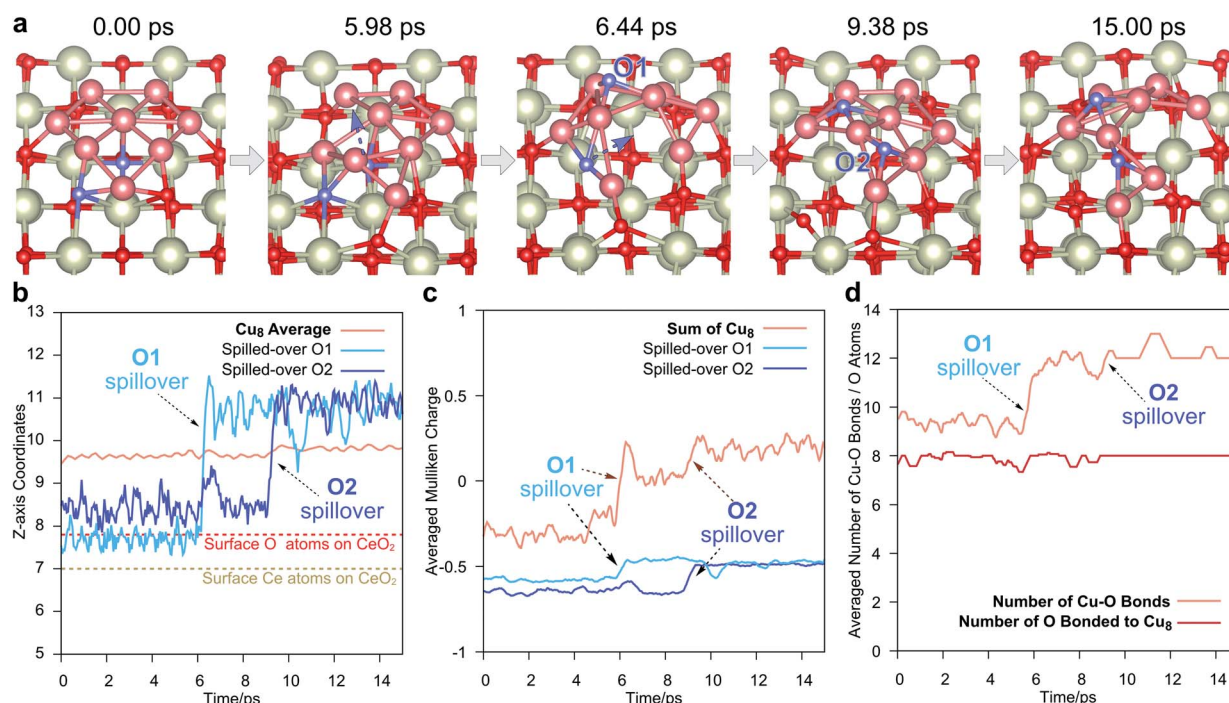 a
0.00 ps
5.98 ps
6.44 ps
9.38 ps
15.00 ps
O1
O2
b
Z-axis Coordinates
13
12
11
10
9
8
7
6
5
Cu₈ Average
Spilled-over O1
Spilled-over O2
O1
spillover
O2
spillover
Surface O atoms on CeO₂
Surface Ce atoms on CeO₂
0 2 4 6 8 10 12 14
Time/ps
c
Averaged Mulliken Charge
1
0.5
0
-0.5
-1
Sum of Cu₈
Spilled-over O1
Spilled-over O2
O1
spillover
O2
spillover
0 2 4 6 8 10 12 14
Time/ps
d
Averaged Number of Cu-O Bonds / O Atoms
14
12
10
8
6
4
2
0
O1
spillover
O2
spillover
Number of Cu-O Bonds
Number of O Bonded to Cu₈
0 2 4 6 8 10 12 14
Time/ps